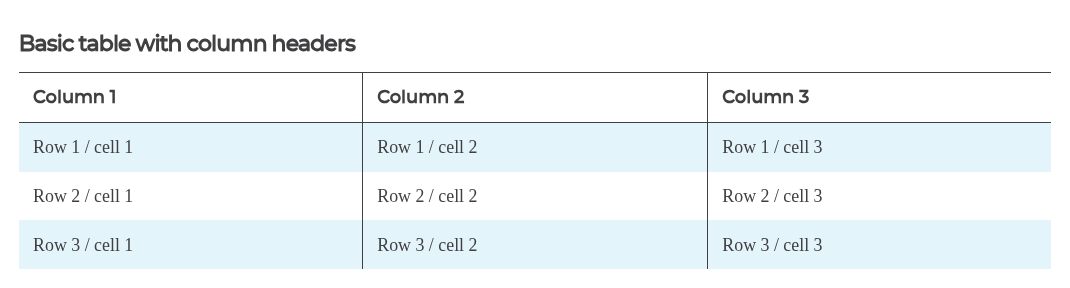 Basic table with column headers
Column 1 Column 2 Column 3
Row 1 / cell 1 Row 1 / cell 2 Row 1 / cell 3
Row 2 / cell 1 Row 2 / cell 2 Row 2 / cell 3
Row 3 / cell 1 Row 3 / cell 2 Row 3 / cell 3